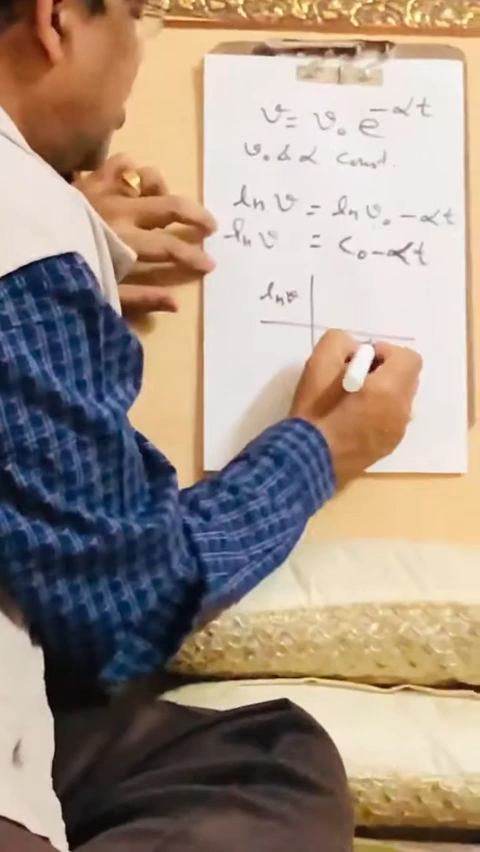 v = v₀ e^(-αt)
v₀ & α const.
ln v = ln v₀ - αt
ln v = c₀ - αt
ln v